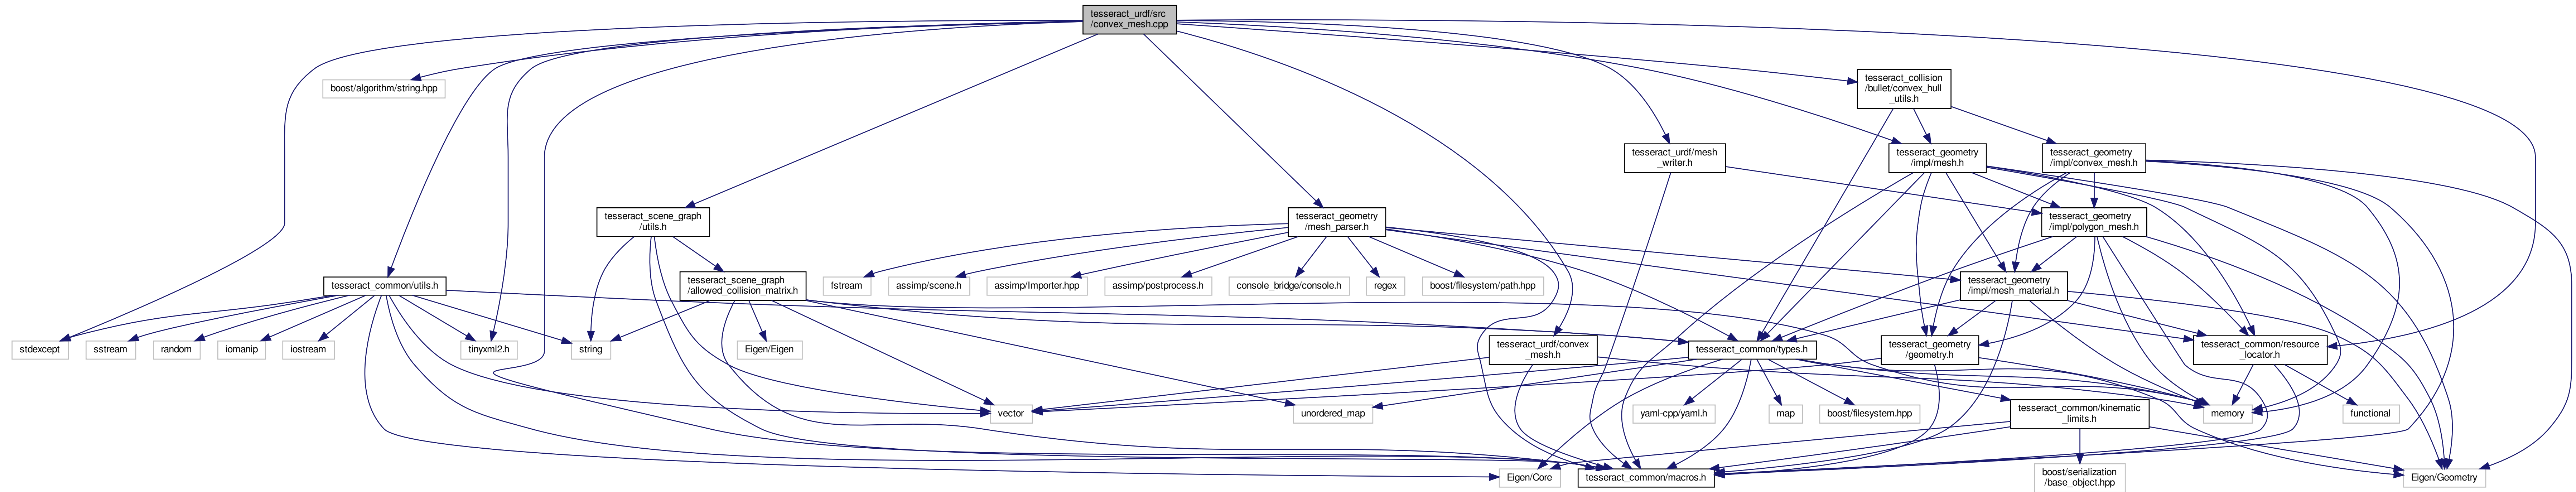 tesseract_urdf/src
/convex_mesh.cpp
boost/algorithm/string.hpp
tesseract_collision
/bullet/convex_hull
_utils.h
tesseract_urdf/mesh
_writer.h
tesseract_geometry
/impl/mesh.h
tesseract_geometry
/impl/convex_mesh.h
tesseract_scene_graph
/utils.h
tesseract_geometry
/mesh_parser.h
tesseract_geometry
/impl/polygon_mesh.h
tesseract_common/utils.h
tesseract_scene_graph
/allowed_collision_matrix.h
fstream
assimp/scene.h
assimp/Importer.hpp
assimp/postprocess.h
console_bridge/console.h
regex
boost/filesystem/path.hpp
tesseract_geometry
/impl/mesh_material.h
stdexcept
sstream
random
iomanip
iostream
tinyxml2.h
string
Eigen/Eigen
tesseract_urdf/convex
_mesh.h
tesseract_common/types.h
tesseract_geometry
/geometry.h
tesseract_common/resource
_locator.h
vector
unordered_map
yaml-cpp/yaml.h
map
boost/filesystem.hpp
tesseract_common/kinematic
_limits.h
memory
functional
Eigen/Core
tesseract_common/macros.h
boost/serialization
/base_object.hpp
Eigen/Geometry